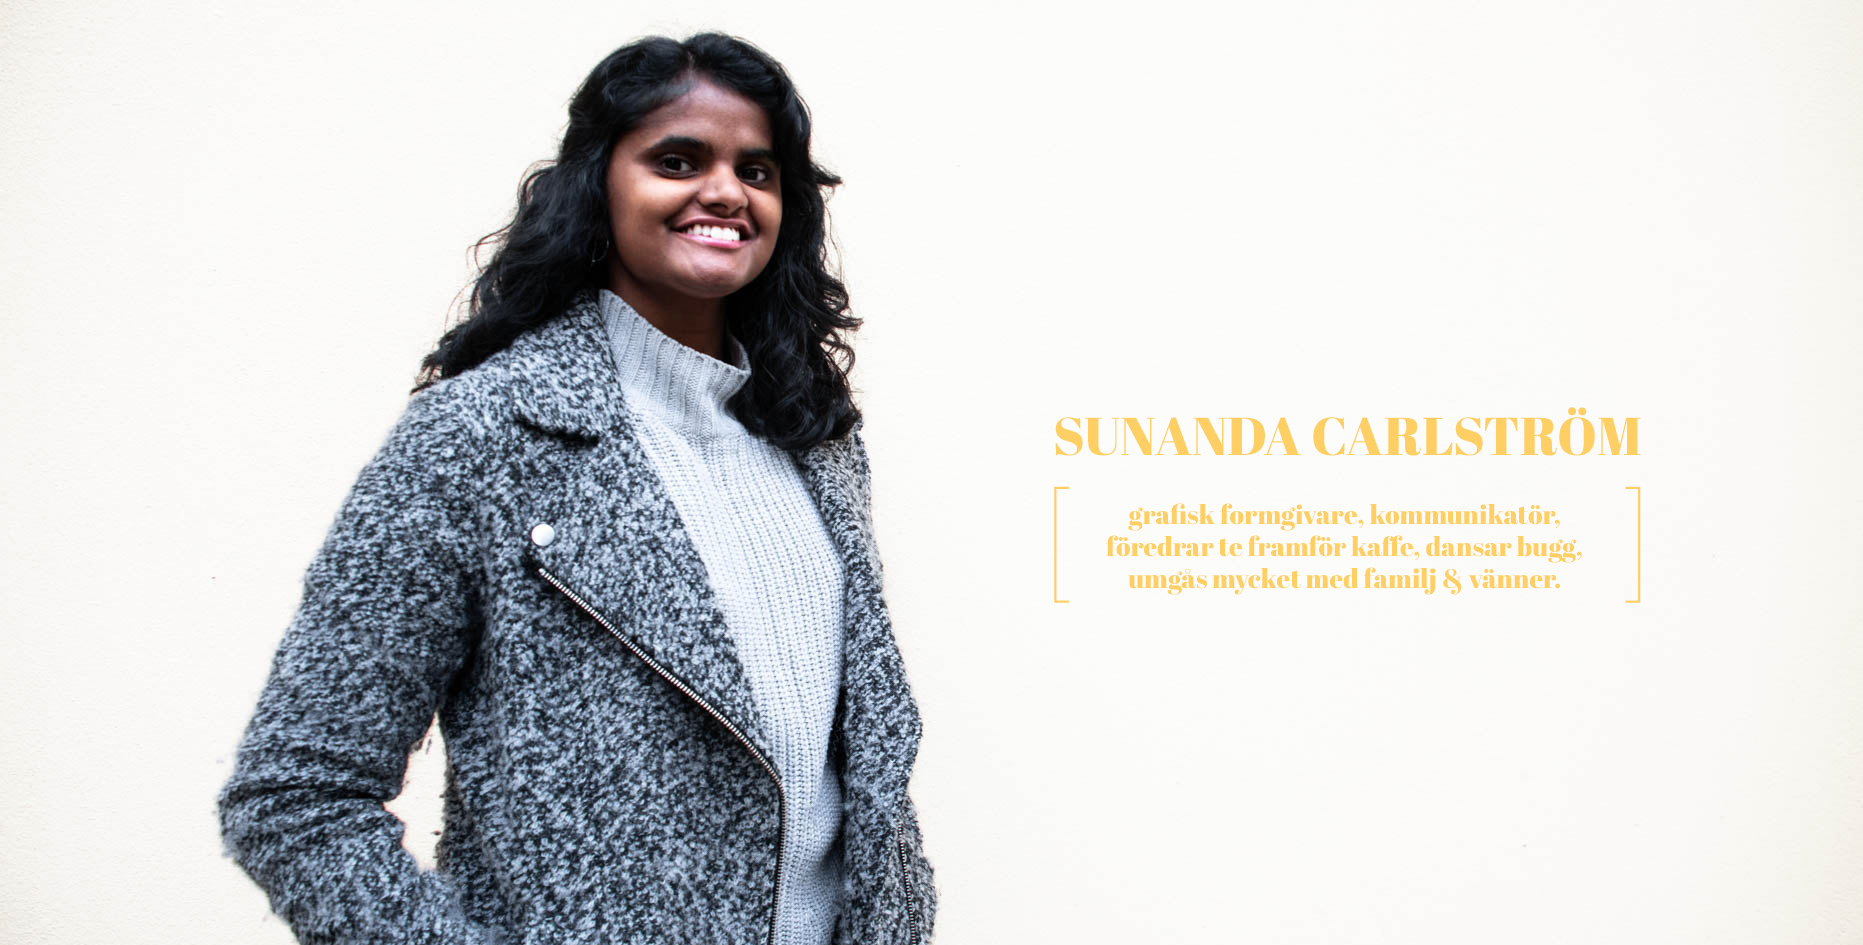 SUNANDA CARLSTRÖM
grafisk formgivare, kommunikatör,
föredrar te framför kaffe, dansar bugg,
umgås mycket med familj & vänner.